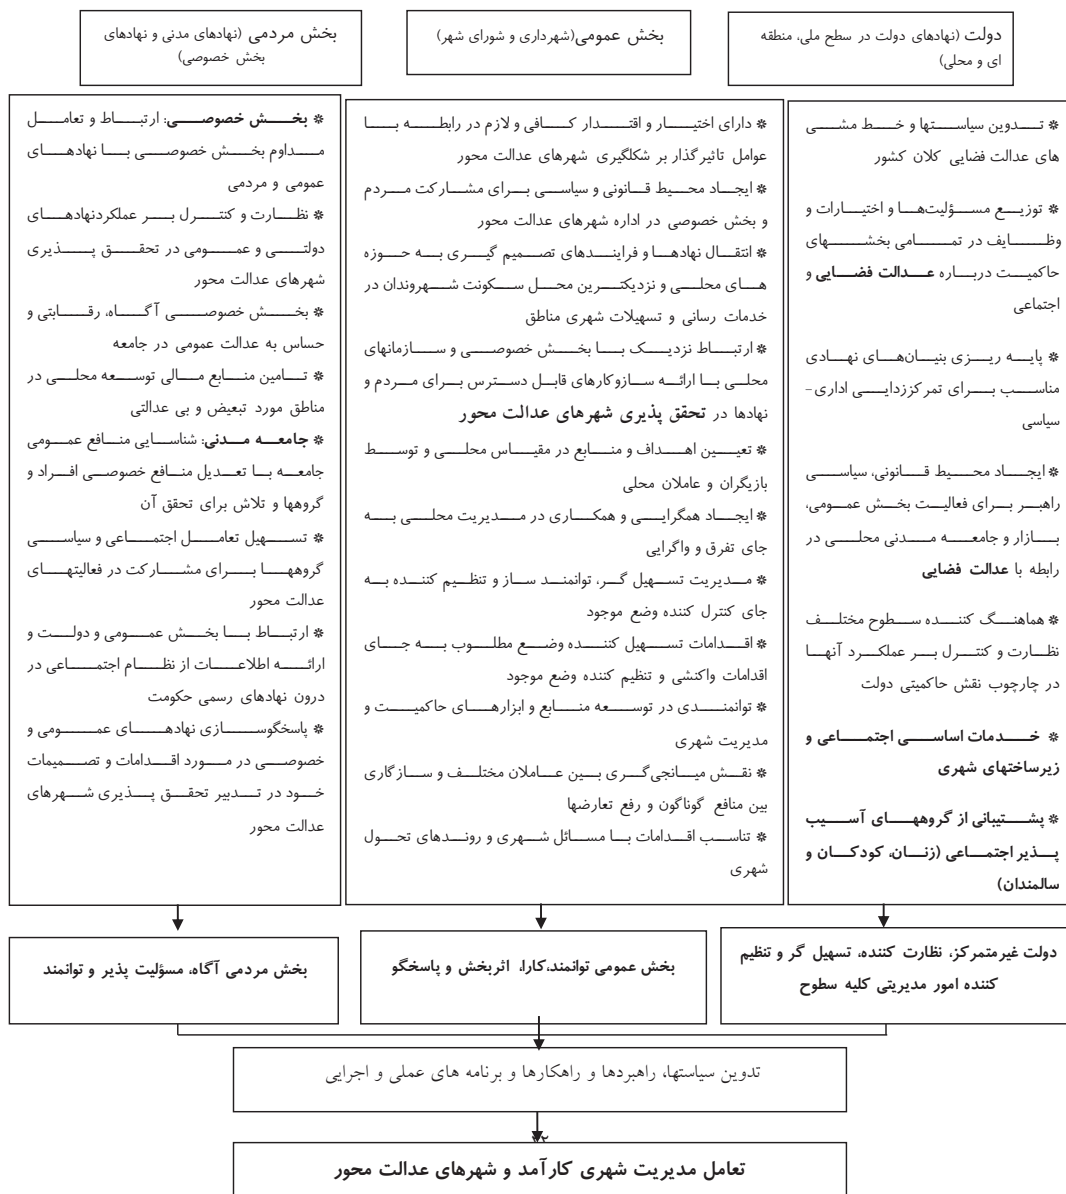 دولت (نهادهای دولت در سطح ملی، منطقه
ای و محلی)
بخش عمومی(شهرداری و شورای شهر)
بخش مردمی (نهادهای مدنی و نهادهای
بخش خصوصی)
* تدوین سیاستها و خط مشی
های عدالت فضایی کلان کشور
* توزیع مسؤلیت‌ها و اختیارات و
وظایف در تمامی بخشهای
حاکمیت درباره عدالت فضایی و
اجتماعی
* پایه ریزی بنیان‌های نهادی
مناسب برای تمرکززدایی اداری-
سیاسی
* ایجاد محیط قانونی، سیاسی
راهبر برای فعالیت بخش عمومی،
بازار و جامعه مدنی محلی در
رابطه با عدالت فضایی
* هماهنگ کننده سطوح مختلف
نظارت و کنترل بر عملکرد آنها
در چارچوب نقش حاکمیتی دولت
* خدمات اساسی اجتماعی و
زیرساختهای شهری
* پشتیبانی از گروههای آسیب
پذیر اجتماعی (زنان، کودکان و
سالمندان)
* دارای اختیار و اقتدار کافی و لازم در رابطه با
عوامل تاثیرگذار بر شکلگیری شهرهای عدالت محور
* ایجاد محیط قانونی و سیاسی برای مشارکت مردم
و بخش خصوصی در اداره شهرهای عدالت محور
* انتقال نهادها و فرایندهای تصمیم گیری به حوزه
های محلی و نزدیکترین محل سکونت شهروندان در
خدمات رسانی و تسهیلات شهری مناطق
* ارتباط نزدیک با بخش خصوصی و سازمانهای
محلی با ارائه سازوکارهای قابل دسترس برای مردم و
نهادها در تحقق پذیری شهرهای عدالت محور
* تعیین اهداف و منابع در مقیاس محلی و توسط
بازیگران و عاملان محلی
* ایجاد همگرایی و همکاری در مدیریت محلی به
جای تفرق و واگرایی
* مدیریت تسهیل گر، توانمند ساز و تنظیم کننده به
جای کنترل کننده وضع موجود
* اقدامات تسهیل کننده وضع مطلوب به جای
اقدامات واکنشی و تنظیم کننده وضع موجود
* توانمندی در توسعه منابع و ابزارهای حاکمیت و
مدیریت شهری
* نقش میانجی‌گری بین عاملان مختلف و سازگاری
بین منافع گوناگون و رفع تعارضها
* تناسب اقدامات با مسائل شهری و روندهای تحول
شهری
* بخش خصوصی: ارتباط و تعامل
مداوم بخش خصوصی با نهادهای
عمومی و مردمی
* نظارت و کنترل بر عملکردنهادهای
دولتی و عمومی در تحقق پذیری
شهرهای عدالت محور
* بخش خصوصی آگاه، رقابتی و
حساس به عدالت عمومی در جامعه
* تامین منابع مالی توسعه محلی در
مناطق مورد تبعیض و بی عدالتی
* جامعه مدنی: شناسایی منافع عمومی
جامعه با تعدیل منافع خصوصی افراد و
گروهها و تلاش برای تحقق آن
* تسهیل تعامل اجتماعی و سیاسی
گروهها برای مشارکت در فعالیتهای
عدالت محور
* ارتباط با بخش عمومی و دولت و
ارائه اطلاعات از نظام اجتماعی در
درون نهادهای رسمی حکومت
* پاسخگوسازی نهادهای عمومی و
خصوصی در مورد اقدامات و تصمیمات
خود در تدبیر تحقق پذیری شهرهای
عدالت محور
دولت غیرمتمرکز، نظارت کننده، تسهیل گر و تنظیم
کننده امور مدیریتی کلیه سطوح
بخش عمومی توانمند،کارا، اثربخش و پاسخگو
بخش مردمی آگاه، مسؤلیت پذیر و توانمند
تدوین سیاستها، راهبردها و راهکارها و برنامه های عملی و اجرایی
تعامل مدیریت شهری کارآمد و شهرهای عدالت محور